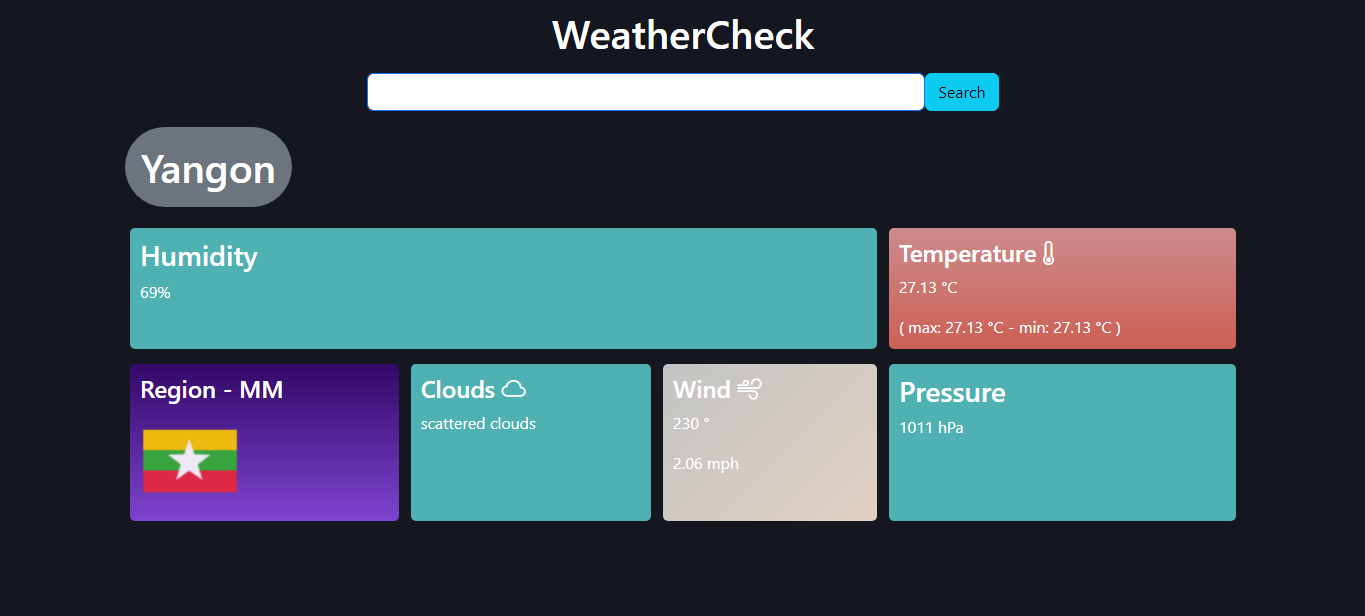 WeatherCheck
Search
Yangon
Humidity
69%
Temperature
27.13 °C
( max: 27.13 °C - min: 27.13 °C )
Region - MM
Clouds
scattered clouds
Wind
230 °
2.06 mph
Pressure
1011 hPa